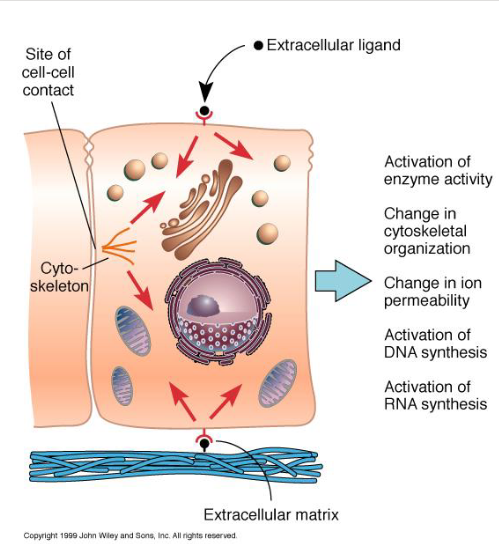 Extracellular ligand
Site of
cell-cell
contact
Cyto-
skeleton
Activation of
enzyme activity
Change in
cytoskeletal
organization
Change in ion
permeability
Activation of
DNA synthesis
Activation of
RNA synthesis
Extracellular matrix
Copyright 1999 John Wiley and Sons, Inc. All rights reserved.